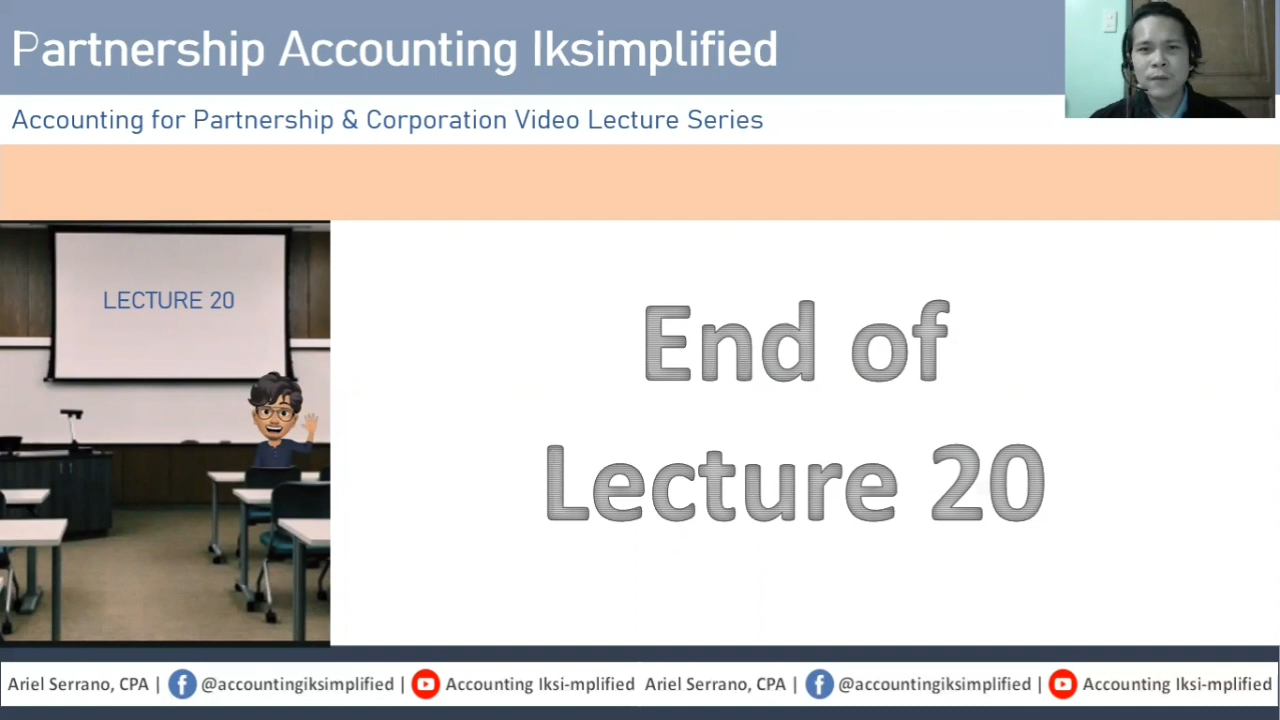 Partnership Accounting Iksimplified
Accounting for Partnership & Corporation Video Lecture Series
LECTURE 20
End of
Lecture 20
Ariel Serrano, CPA | @accountingiksimplified | Accounting Iksi-mplified Ariel Serrano, CPA | @accountingiksimplified | Accounting Iksi-mplified